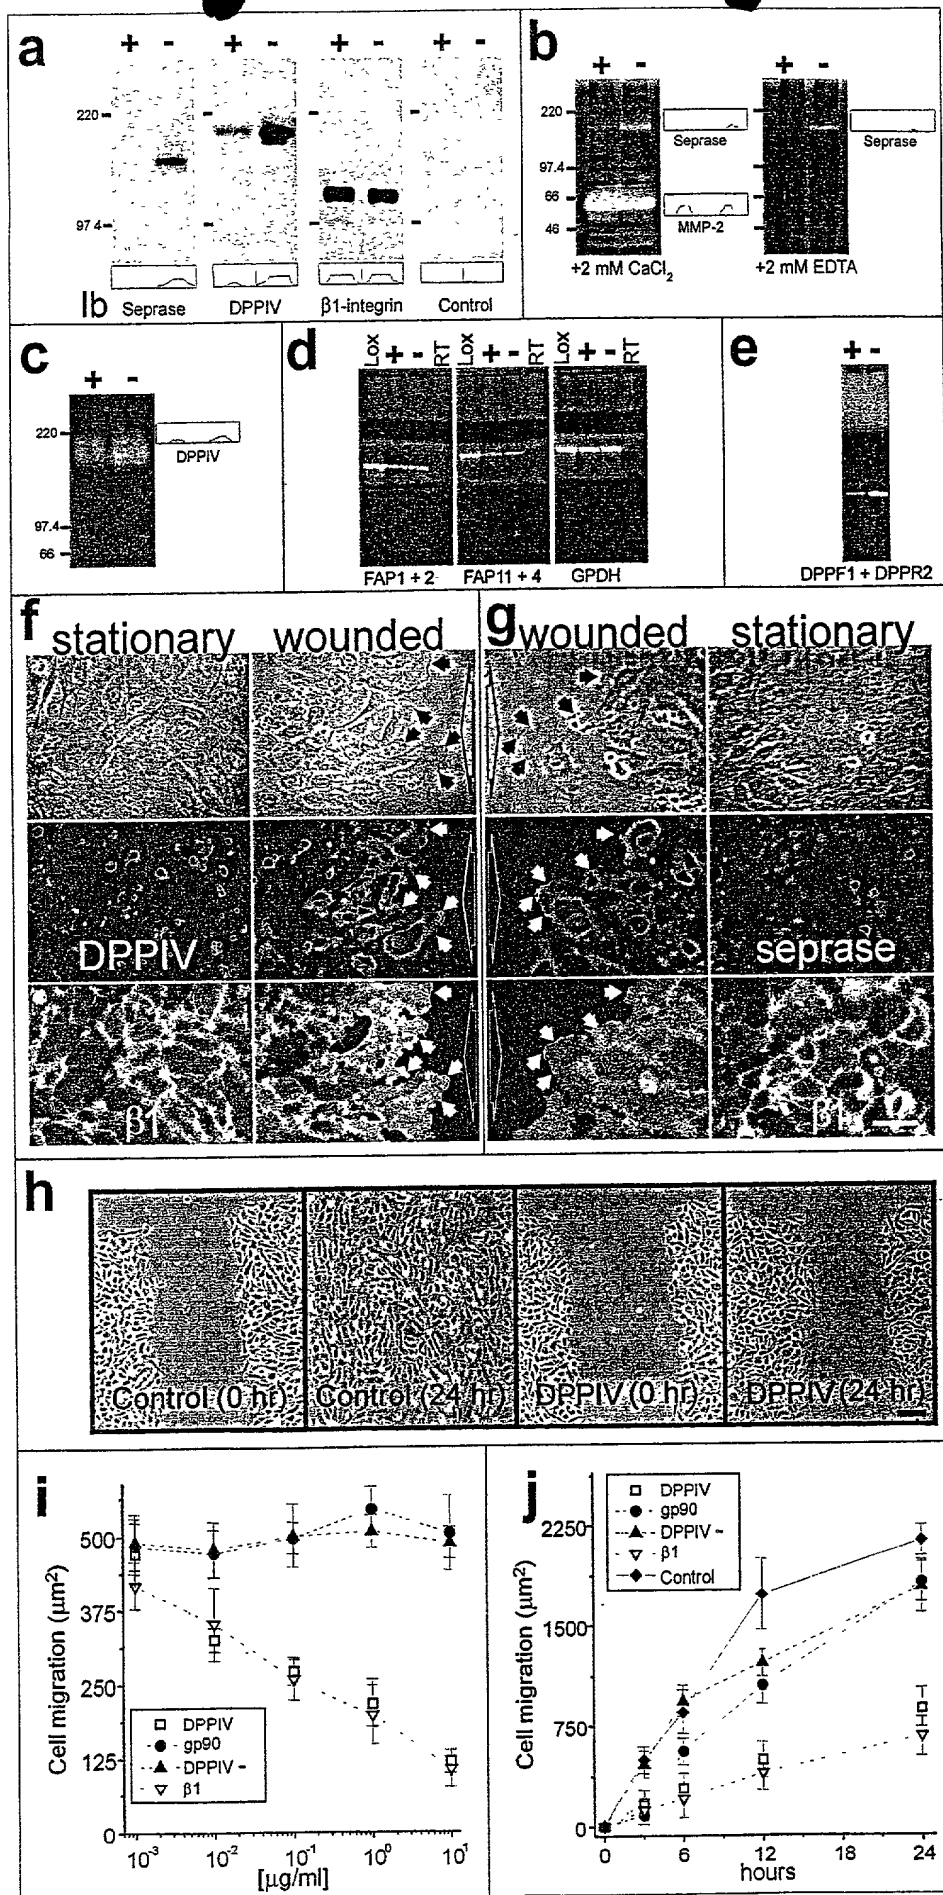 a
+ - + - + - + -
220
97.4
Ib Seprase DPPIV β1-integrin Control
b
+ - + -
220
97.4
66
46
Seprase
MMP-2
Seprase
+2 mM CaCl2 +2 mM EDTA
c
+ -
220
97.4
66
DPPIV
d
Lox + - RT Lox + - RT Lox + - RT
FAP1 + 2 FAP11 + 4 GPDH
e
+ -
DPPF1 + DPPR2
f
stationary wounded
DPPIV
β1
g
wounded stationary
seprase
β1
h
Control (0 hr) Control (24 hr) DPPIV (0 hr) DPPIV (24 hr)
i
Cell migration (μm²)
500
375
250
125
0
DPPIV
gp90
DPPIV -
β1
10⁻³ 10⁻² 10⁻¹ 10⁰ 10¹
[μg/ml]
j
Cell migration (μm²)
2250
1500
750
0
DPPIV
gp90
DPPIV -
β1
Control
0 6 12 18 24
hours